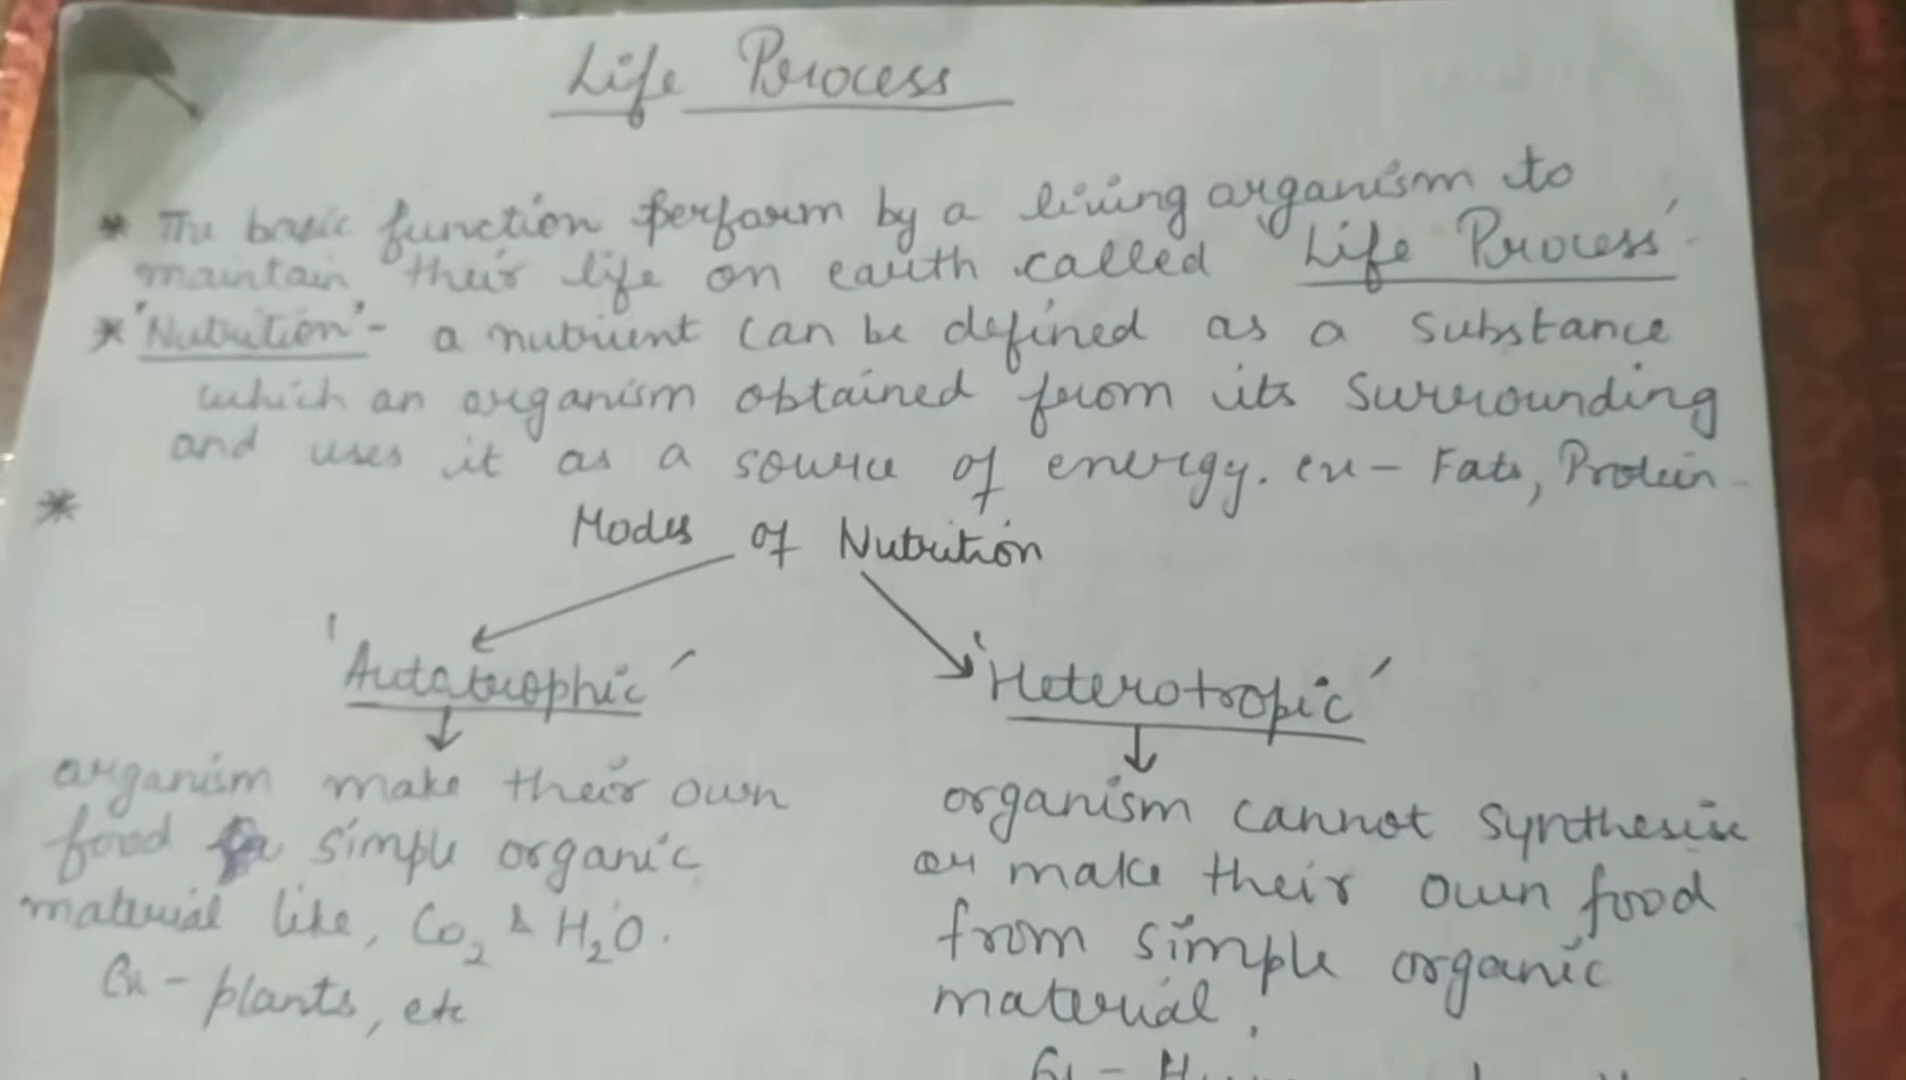 Life Process
* The basic function perform by a living organism to
maintain their life on earth called 'Life Process'.
* 'Nutrition' - a nutrient can be defined as a substance
which an organism obtained from its surrounding
and uses it as a source of energy. ex - Fats, Protein
*
Modes of Nutrition
'Autotrophic' 'Heterotropic'
organism make their own
food simple organic
material like, Co2 & H2O.
Ex - plants, etc
organism cannot synthesise
or make their own food
from simple organic
material.